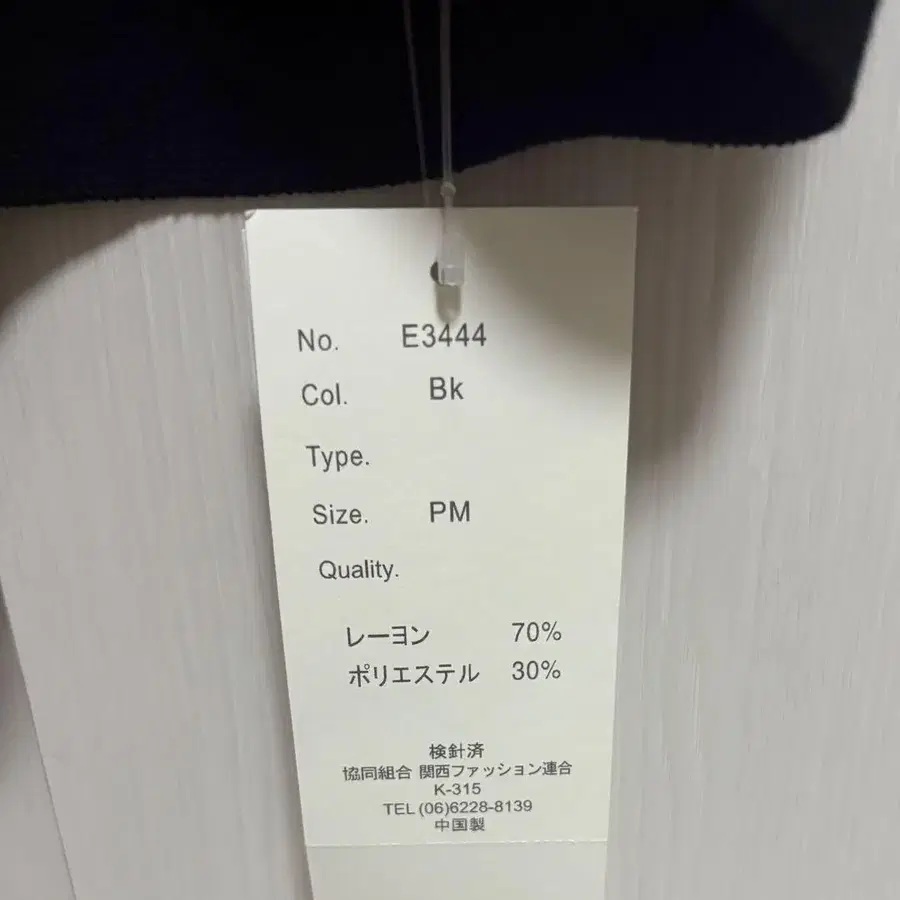 No. E3444
Col. Bk
Type.
Size. PM
Quality.
レーヨン 70%
ポリエステル 30%
検針済
協同組合 関西ファッション連合
K-315
TEL (06)6228-8139
中国製